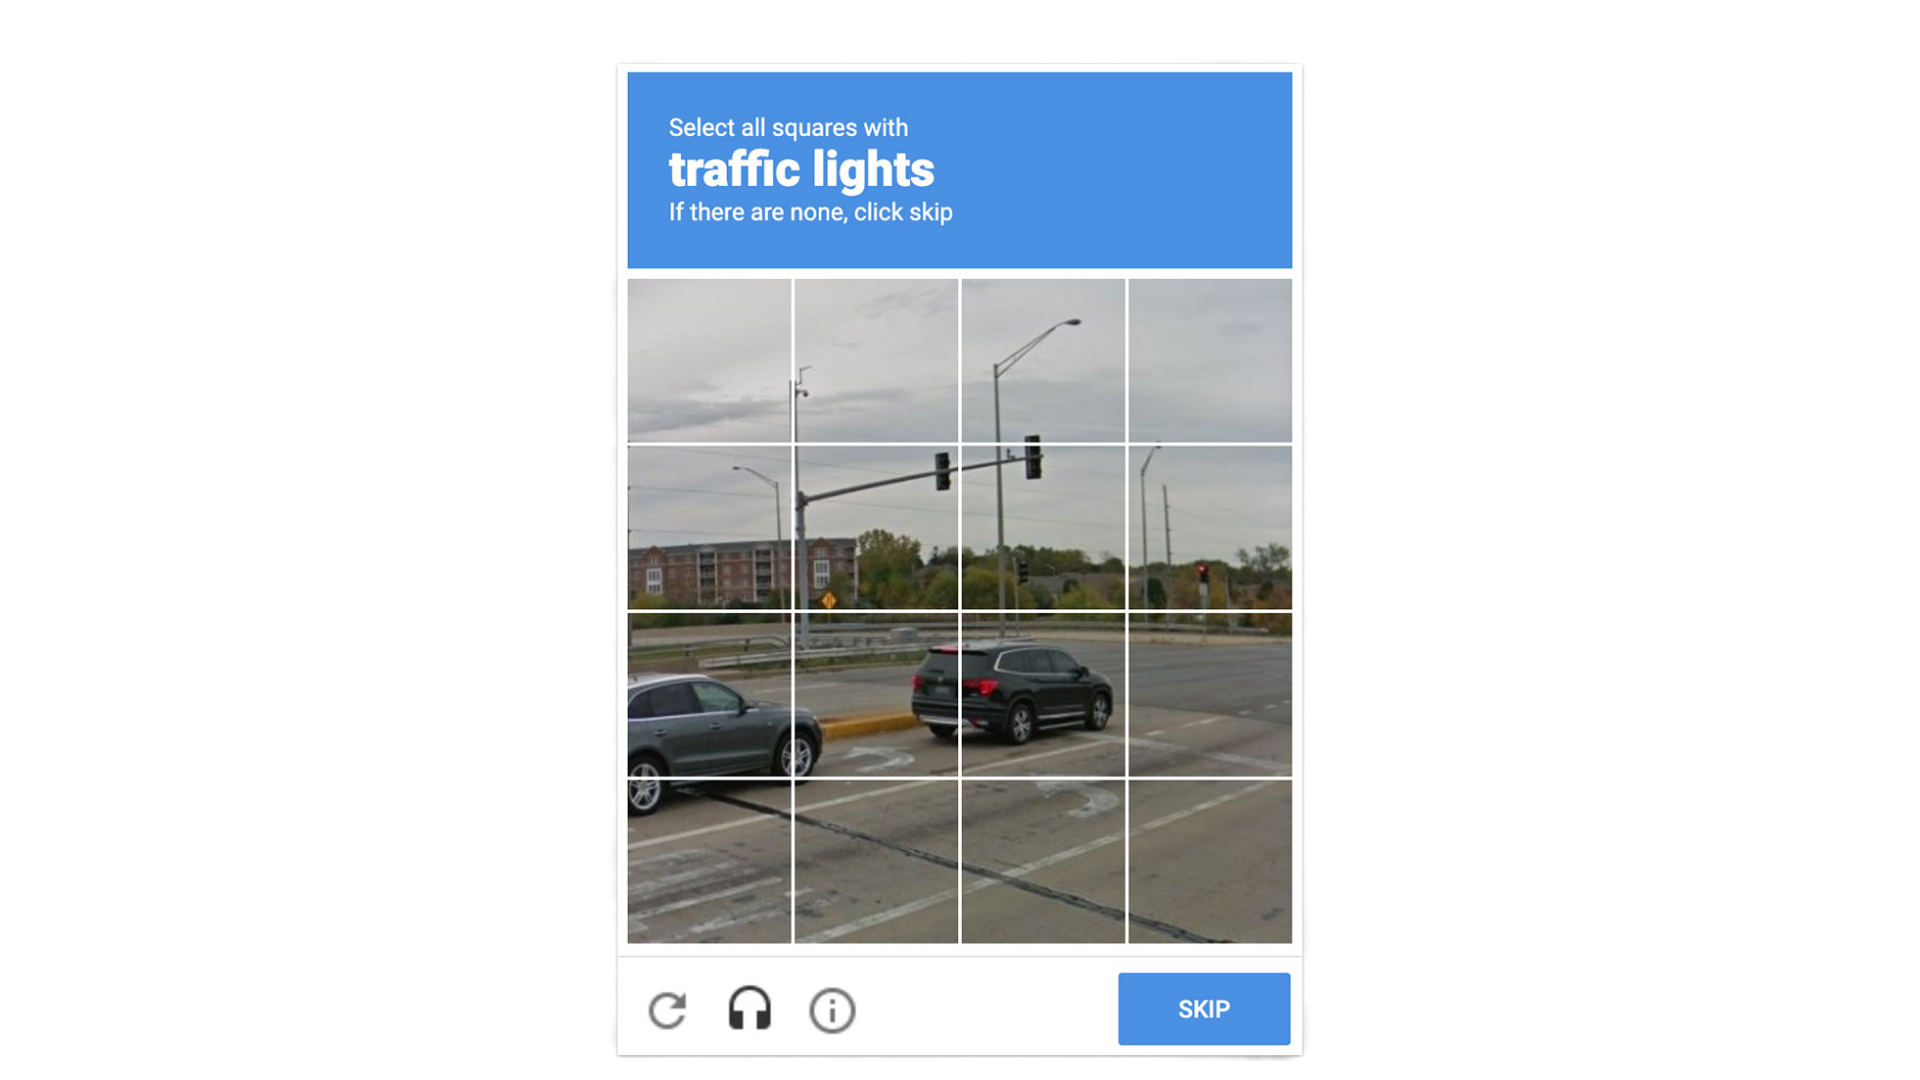 Select all squares with
traffic lights
If there are none, click skip
SKIP